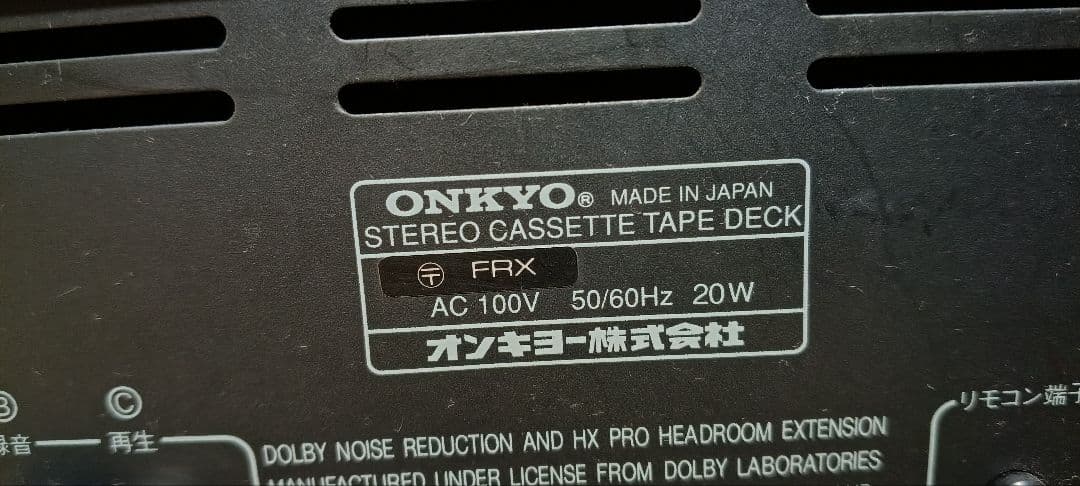 ONKYO® MADE IN JAPAN
STEREO CASSETTE TAPE DECK
〶 FRX
AC 100V 50/60Hz 20W
オンキヨー株式会社
Ⓑ Ⓒ
録音 再生
リモコン端子
DOLBY NOISE REDUCTION AND HX PRO HEADROOM EXTENSION
MANUFACTURED UNDER LICENSE FROM DOLBY LABORATORIES